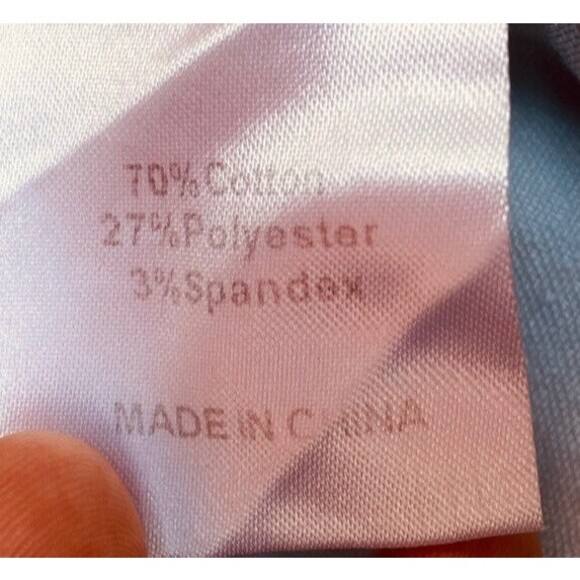 70%Cotton
27%Polyester
3%Spandex
MADE IN CHINA